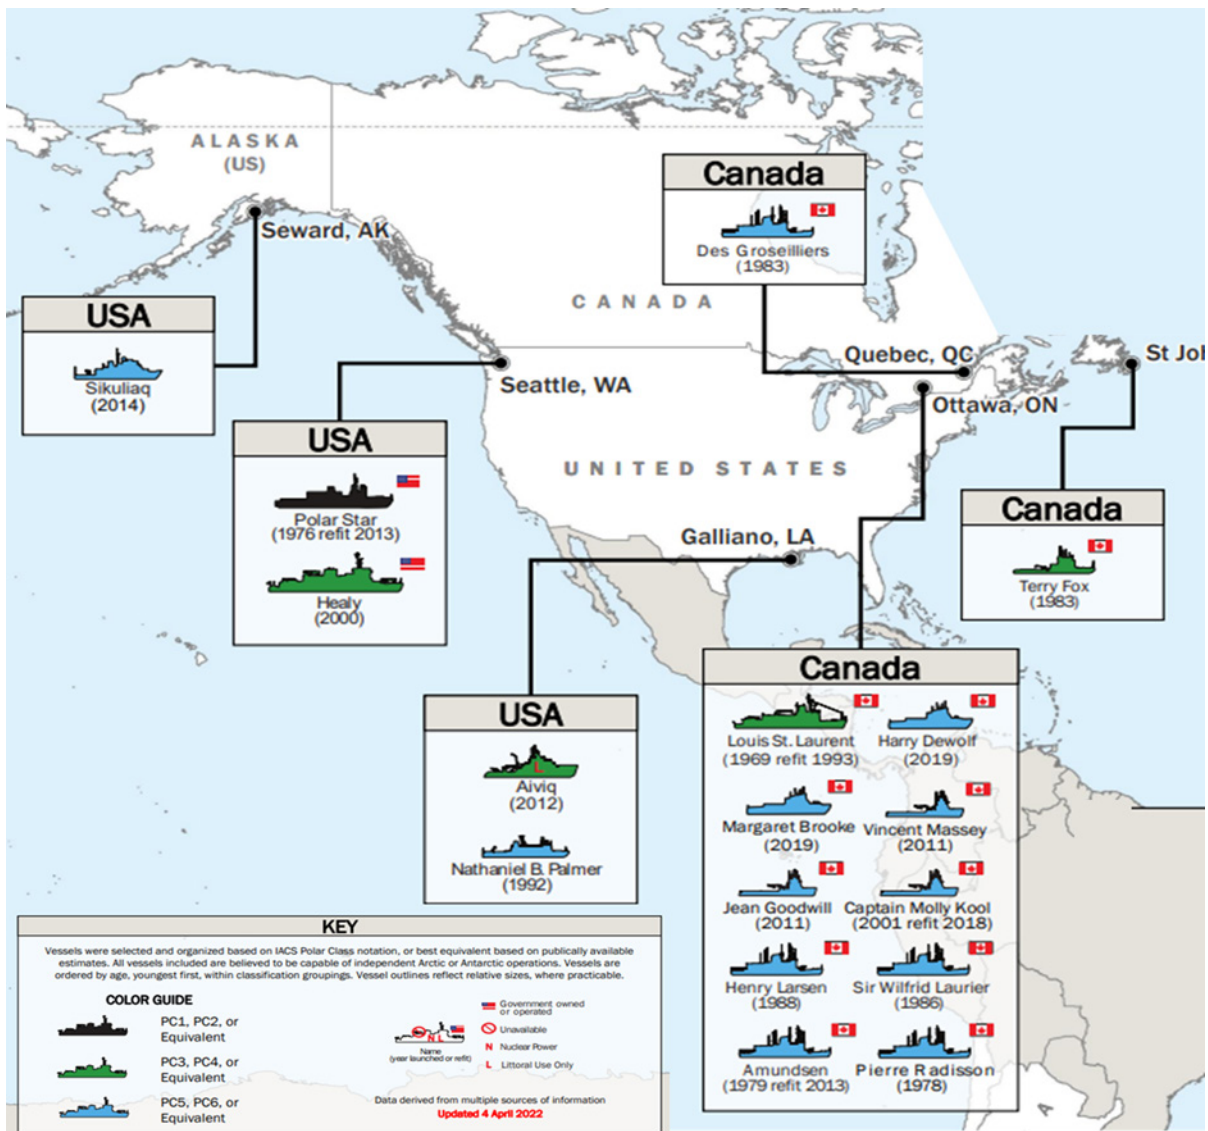 ALASKA
(US)
Seward, AK
USA
Sikuliaq
(2014)
Canada
Des Groseilliers
(1983)
CANADA
Quebec, QC
St Joh
Seattle, WA
Ottawa, ON
USA
Polar Star
(1976 refit 2013)
Healy
(2000)
UNITED STATES
Galliano, LA
Canada
Terry Fox
(1983)
USA
L
Aiviq
(2012)
Nathaniel B. Palmer
(1992)
Canada
Louis St. Laurent
(1969 refit 1993)
Harry Dewolf
(2019)
Margaret Brooke
(2019)
Vincent Massey
(2011)
Jean Goodwill
(2011)
Captain Molly Kool
(2001 refit 2018)
Henry Larsen
(1988)
Sir Wilfrid Laurier
(1986)
Amundsen
(1979 refit 2013)
Pierre Radisson
(1978)
A
KEY
Vessels were selected and organized based on IACS Polar Class notation, or best equivalent based on publically available
estimates. All vessels included are believed to be capable of independent Arctic or Antarctic operations. Vessels are
ordered by age, youngest first, within classification groupings. Vessel outlines reflect relative sizes, where practicable.
COLOR GUIDE
PC1, PC2, or
Equivalent
PC3, PC4, or
Equivalent
PC5, PC6, or
Equivalent
N L
Name
(year launched or refit)
Government owned
or operated
Unavailable
N Nuclear Power
L Littoral Use Only
Data derived from multiple sources of information
Updated 4 April 2022